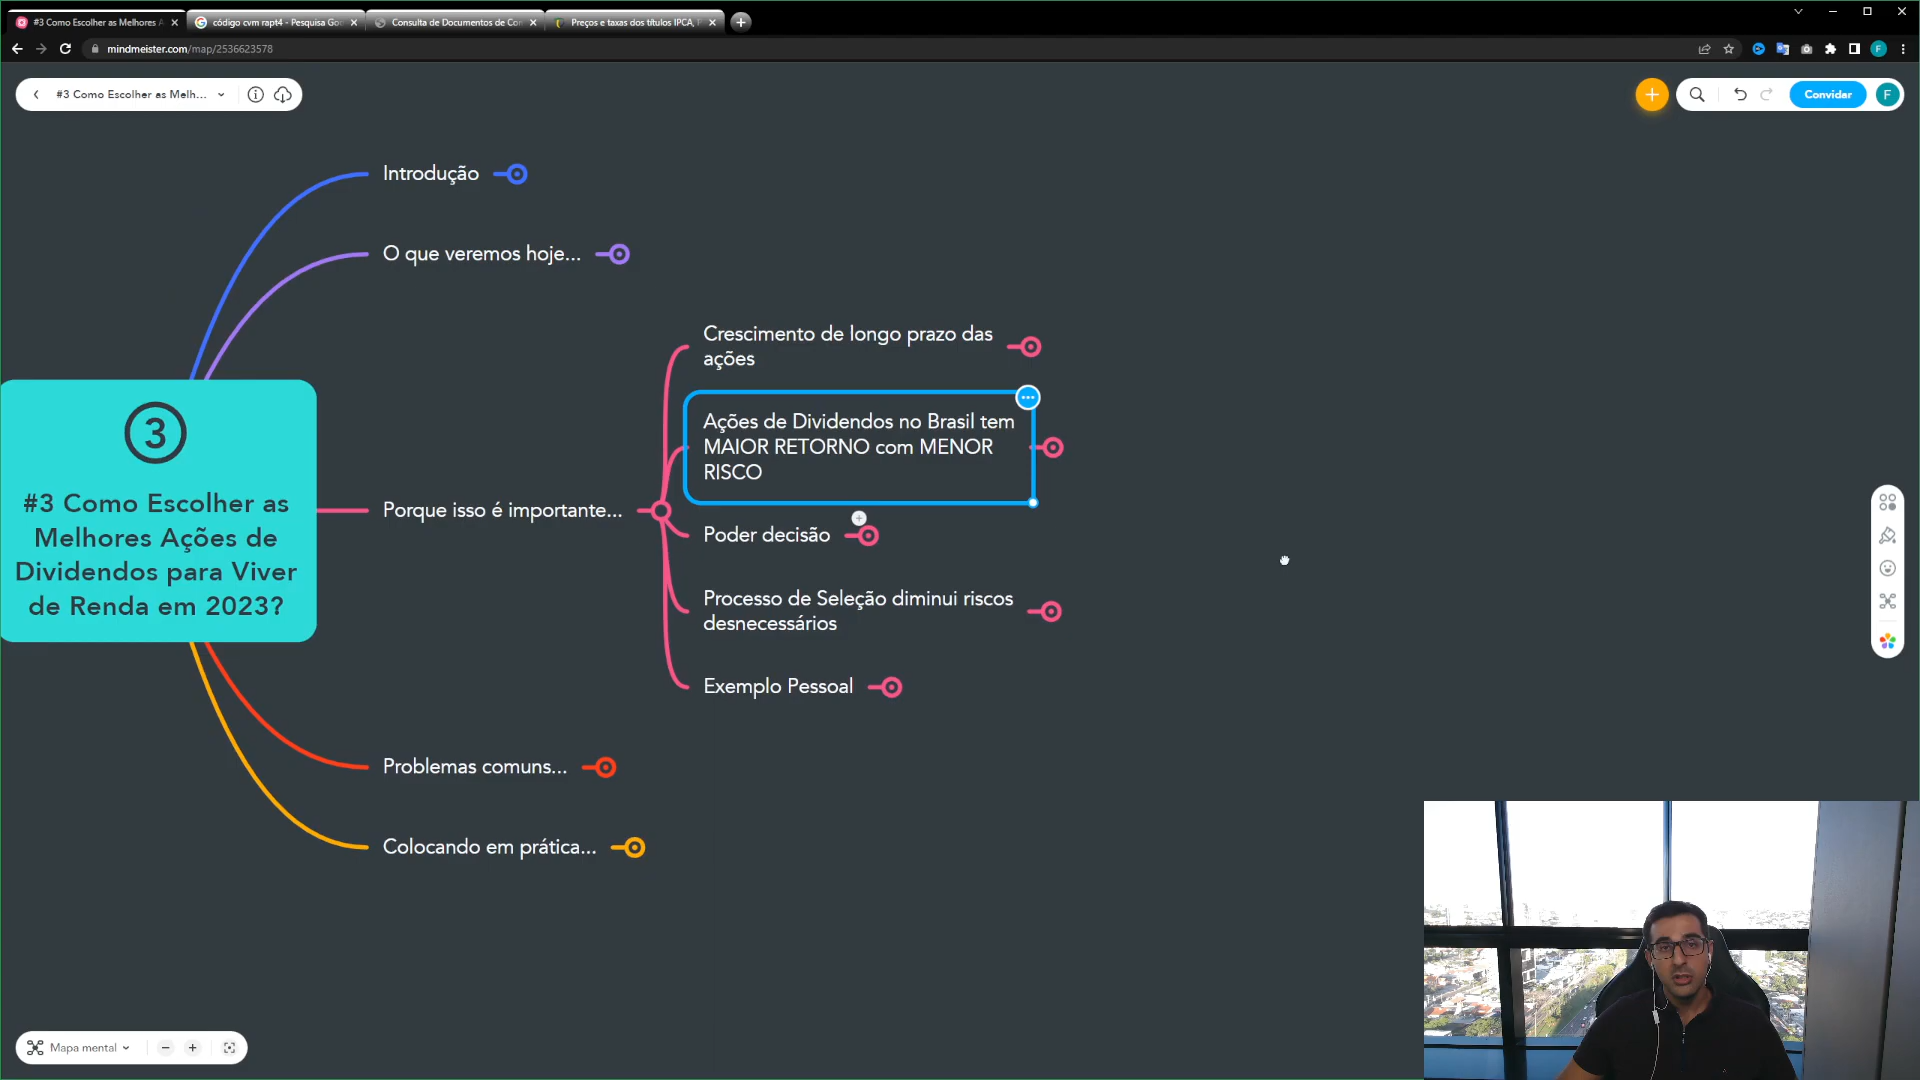 #3 Como Escolher as Melhores A
código cvm rapt4 - Pesquisa Goo
Consulta de Documentos de Co
Preços e taxas dos títulos IPCA, P
mindmeister.com/map/2536623578
F
#3 Como Escolher as Melh...
Convidar
F
Introdução
O que veremos hoje...
Crescimento de longo prazo das
ações
Ações de Dividendos no Brasil tem
MAIOR RETORNO com MENOR
RISCO
3
#3 Como Escolher as
Melhores Ações de
Dividendos para Viver
de Renda em 2023?
Porque isso é importante...
Poder decisão
Processo de Seleção diminui riscos
desnecessários
Exemplo Pessoal
Problemas comuns...
Colocando em prática...
Mapa mental